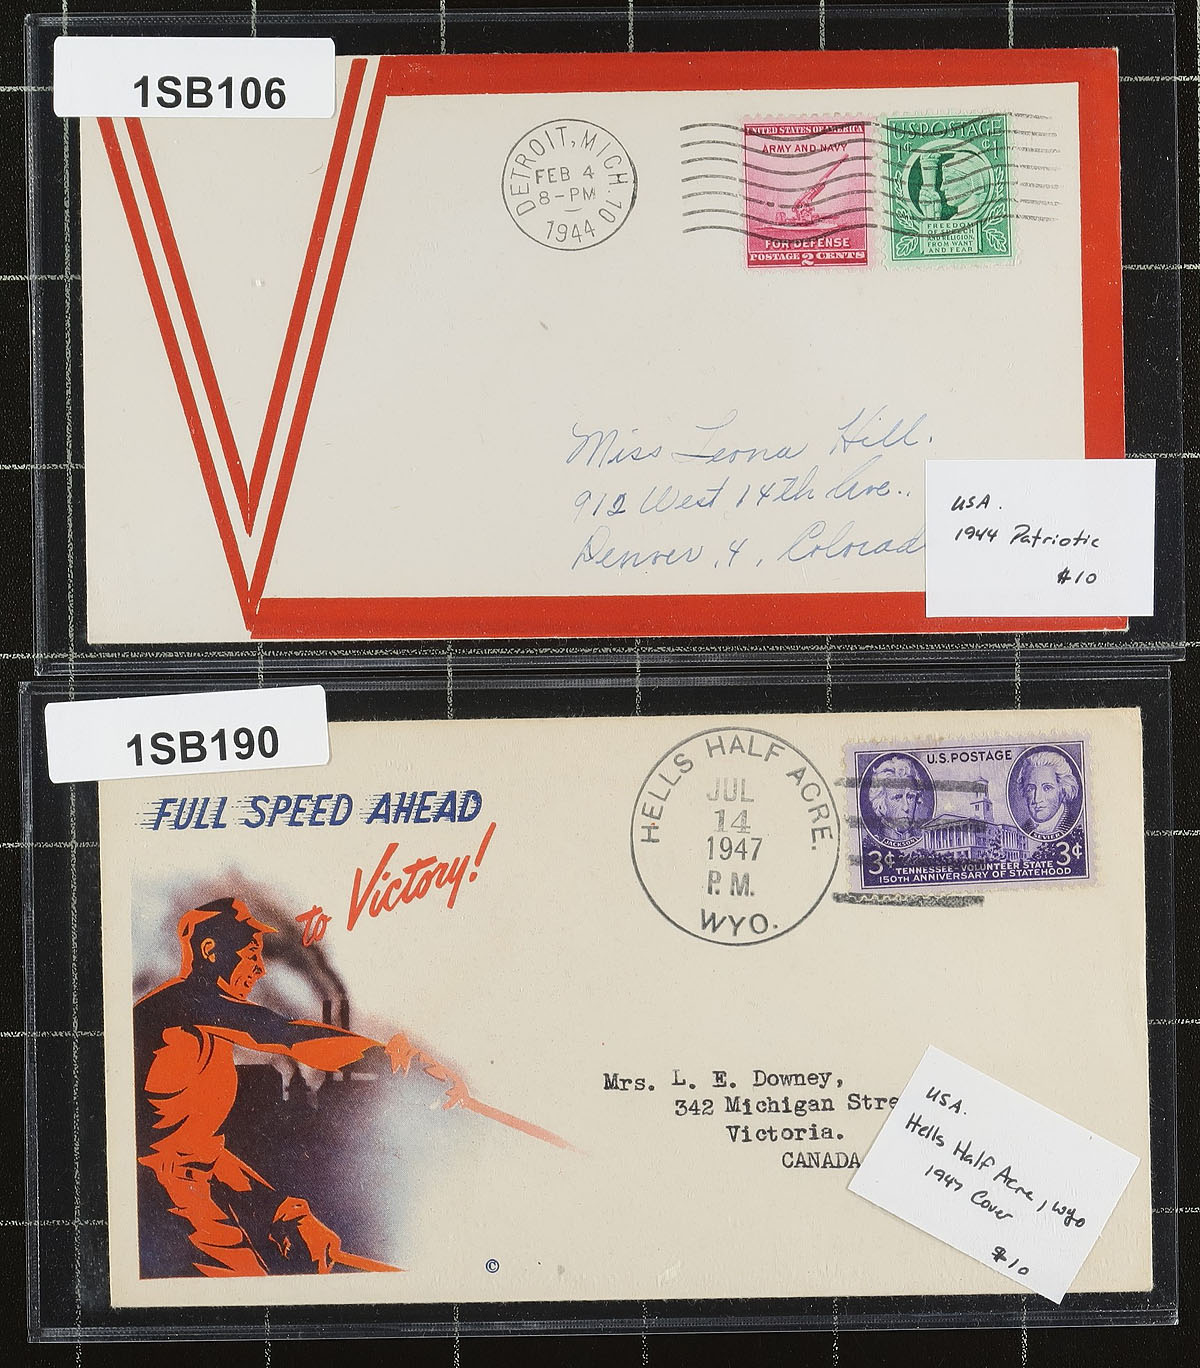 1SB106
DETROIT, MICH. 10
FEB 4
8-PM
1944
UNITED STATES OF AMERICA
ARMY AND NAVY
FOR DEFENSE
POSTAGE 2 CENTS
U.S. POSTAGE
1¢ 1¢
FREEDOM
OF SPEECH
AND RELIGION,
FROM WANT
AND FEAR
Miss Leona Hill.
912 West 14th Ave..
Denver, 4, Colorad
USA.
1944 Patriotic
$10
1SB190
FULL SPEED AHEAD
to Victory!
HELLS HALF ACRE.
JUL
14
1947
P.M.
WYO.
U.S. POSTAGE
JACKSON
SEVIER
3¢ 3¢
TENNESSEE-VOLUNTEER STATE
150TH ANNIVERSARY OF STATEHOOD
Mrs. L. E. Downey,
342 Michigan Stre
Victoria.
CANADA
USA.
Hells Half Acre, Wyo
1947 Cover
$10
©